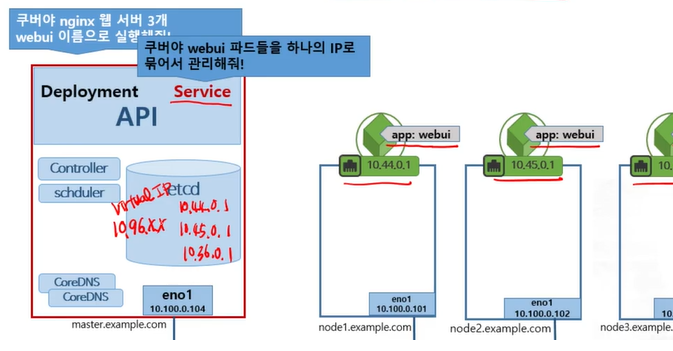 쿠버야 nginx 웹 서버 3개
webui 이름으로 실행해줘!
쿠버야 webui 파드들을 하나의 IP로
묶어서 관리해줘!
Deployment
Service
API
Controller
schduler
etcd
Virtual IP
10.96.XX
10.44.0.1
10.45.0.1
10.36.0.1
CoreDNS
CoreDNS
eno1
10.100.0.104
master.example.com
app: webui
10.44.0.1
eno1
10.100.0.101
node1.example.com
app: webui
10.45.0.1
eno1
10.100.0.102
node2.example.com
10.
10
node3.example.com